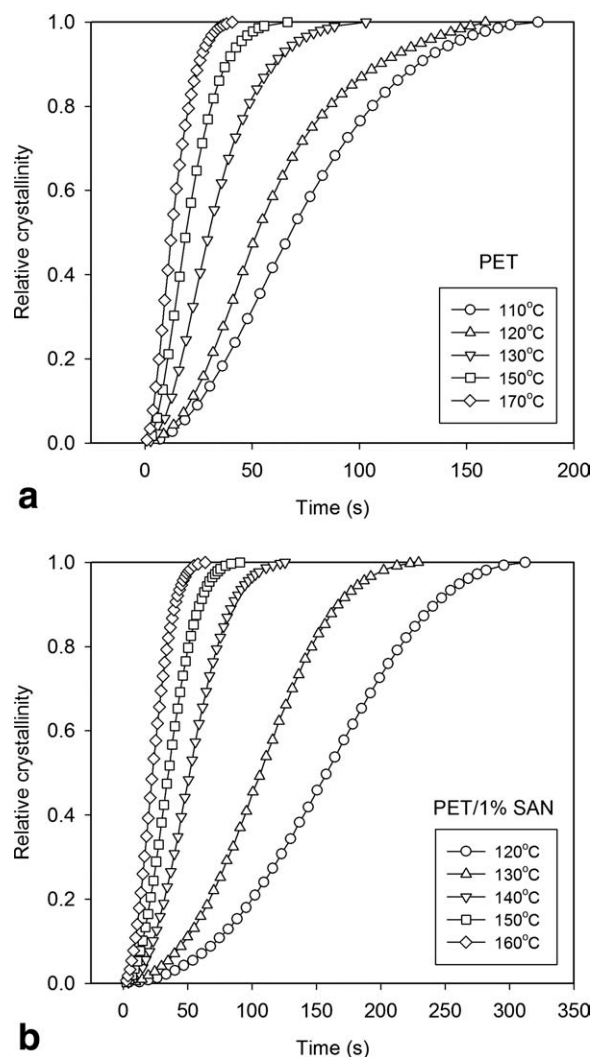 1.0
0.8
0.6
0.4
0.2
0.0
Relative crystallinity
PET
110°C
120°C
130°C
150°C
170°C
0 50 100 150 200
Time (s)
a
1.0
0.8
0.6
0.4
0.2
0.0
Relative crystallinity
PET/1% SAN
120°C
130°C
140°C
150°C
160°C
0 50 100 150 200 250 300 350
Time (s)
b